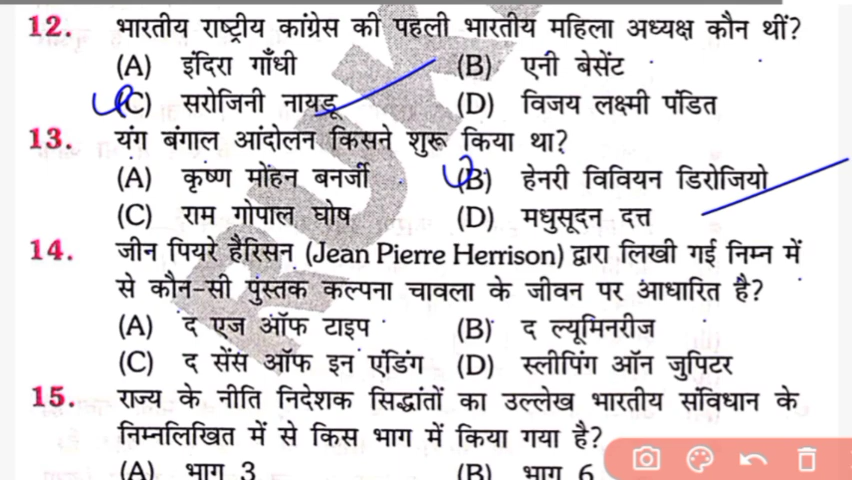 12. भारतीय राष्ट्रीय कांग्रेस की पहली भारतीय महिला अध्यक्ष कौन थीं?
(A) इंदिरा गाँधी (B) एनी बेसेंट
(C) सरोजिनी नायडू (D) विजय लक्ष्मी पंडित
13. यंग बंगाल आंदोलन किसने शुरू किया था?
(A) कृष्ण मोहन बनर्जी (B) हेनरी विवियन डिरोजियो
(C) राम गोपाल घोष (D) मधुसूदन दत्त
14. जीन पियरे हैरिसन (Jean Pierre Herrison) द्वारा लिखी गई निम्न में
से कौन-सी पुस्तक कल्पना चावला के जीवन पर आधारित है?
(A) द एज ऑफ टाइप (B) द ल्यूमिनरीज
(C) द सेंस ऑफ इन एंडिंग (D) स्लीपिंग ऑन जुपिटर
15. राज्य के नीति निदेशक सिद्धांतों का उल्लेख भारतीय संविधान के
निम्नलिखित में से किस भाग में किया गया है?
(A) भाग 3 (B) भाग 6